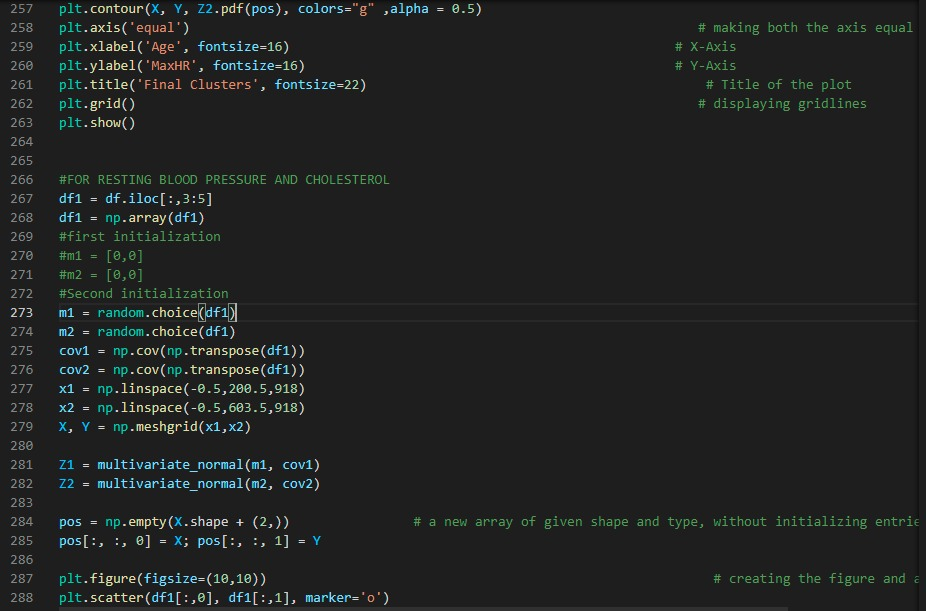 257 plt.contour(X, Y, Z2.pdf(pos), colors="g" ,alpha = 0.5)
258 plt.axis('equal') # making both the axis equal
259 plt.xlabel('Age', fontsize=16) # X-Axis
260 plt.ylabel('MaxHR', fontsize=16) # Y-Axis
261 plt.title('Final Clusters', fontsize=22) # Title of the plot
262 plt.grid() # displaying gridlines
263 plt.show()
264
265
266 #FOR RESTING BLOOD PRESSURE AND CHOLESTEROL
267 df1 = df.iloc[:,3:5]
268 df1 = np.array(df1)
269 #first initialization
270 #m1 = [0,0]
271 #m2 = [0,0]
272 #Second initialization
273 m1 = random.choice(df1)
274 m2 = random.choice(df1)
275 cov1 = np.cov(np.transpose(df1))
276 cov2 = np.cov(np.transpose(df1))
277 x1 = np.linspace(-0.5,200.5,918)
278 x2 = np.linspace(-0.5,603.5,918)
279 X, Y = np.meshgrid(x1,x2)
280
281 Z1 = multivariate_normal(m1, cov1)
282 Z2 = multivariate_normal(m2, cov2)
283
284 pos = np.empty(X.shape + (2,)) # a new array of given shape and type, without initializing entrie
285 pos[:, :, 0] = X; pos[:, :, 1] = Y
286
287 plt.figure(figsize=(10,10)) # creating the figure and a
288 plt.scatter(df1[:,0], df1[:,1], marker='o')